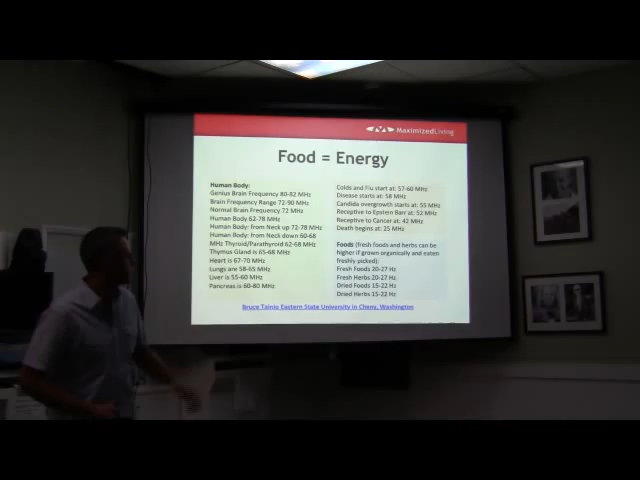 MaximizedLiving
Food = Energy
Human Body:
Genius Brain Frequency 80-82 MHz
Brain Frequency Range 72-90 MHz
Normal Brain Frequency 72 MHz
Human Body 62-78 MHz
Human Body: from Neck up 72-78 MHz
Human Body: from Neck down 60-68
MHz Thyroid/Parathyroid 62-68 MHz
Thymus Gland is 65-68 MHz
Heart is 67-70 MHz
Lungs are 58-65 MHz
Liver is 55-60 MHz
Pancreas is 60-80 MHz
Colds and Flu start at: 57-60 MHz
Disease starts at: 58 MHz
Candida overgrowth starts at: 55 MHz
Receptive to Epstein Barr at: 52 MHz
Receptive to Cancer at: 42 MHz
Death begins at: 25 MHz
Foods (fresh foods and herbs can be
higher if grown organically and eaten
freshly picked):
Fresh Foods 20-27 Hz
Fresh Herbs 20-27 Hz
Dried Foods 15-22 Hz
Dried Herbs 15-22 Hz
Bruce Tainio Eastern State University in Cheny, Washington